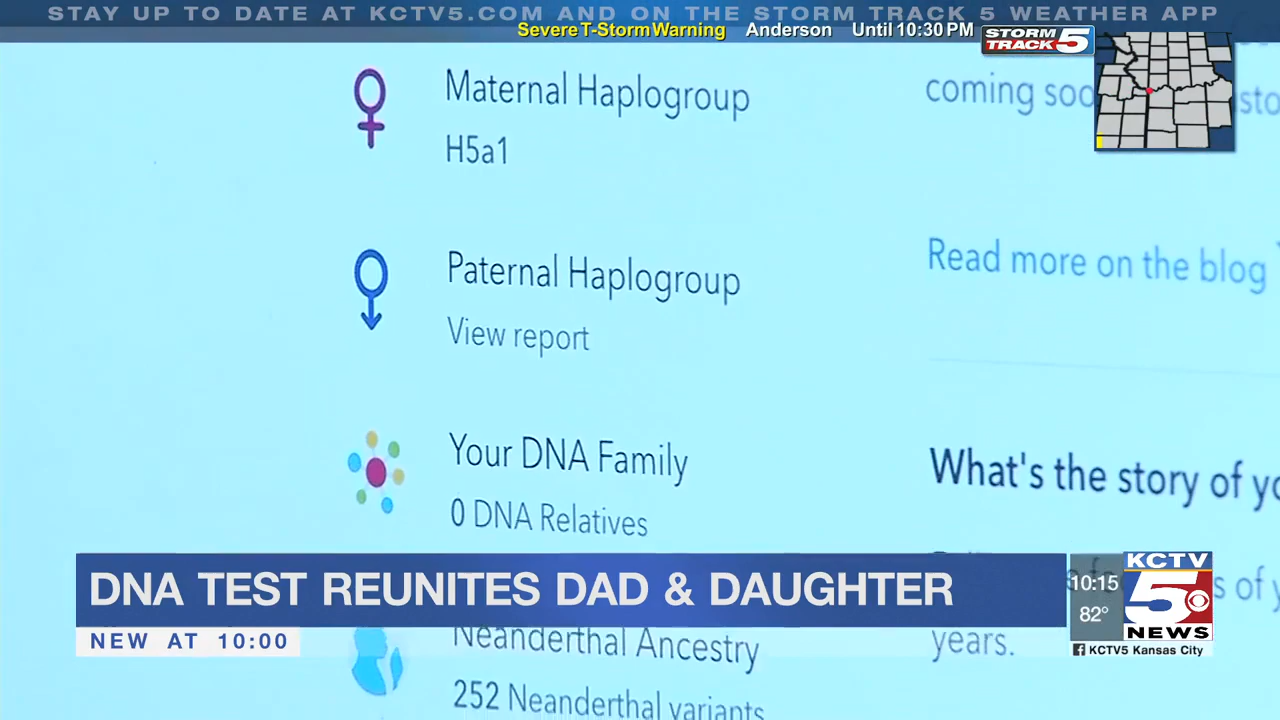 STAY UP TO DATE AT KCTV5.COM AND ON THE STORM TRACK 5 WEATHER APP
Severe T-Storm Warning Anderson Until 10:30 PM
STORM TRACK 5
Maternal Haplogroup
H5a1
coming
Paternal Haplogroup
View report
Read more on the blog
Your DNA Family
0 DNA Relatives
What's the story of
DNA TEST REUNITES DAD & DAUGHTER
NEW AT 10:00
10:15
82°
KCTV
5
NEWS
KCTV5 Kansas City
s of
Neanderthal Ancestry
252 Neanderthal variants
years.